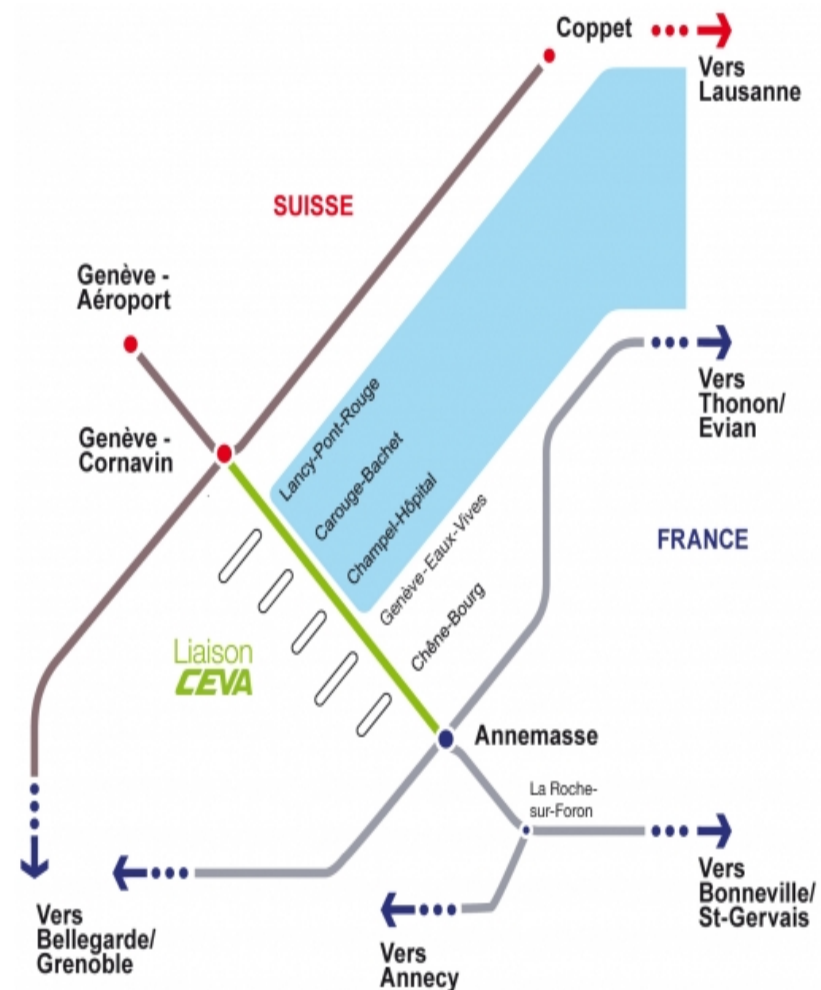 Coppet
Vers
Lausanne
SUISSE
Genève -
Aéroport
Vers
Thonon/
Evian
Genève -
Cornavin
Lancy-Pont-Rouge
Carouge-Bachet
Champel-Hôpital
Genève-Eaux-Vives
Chêne-Bourg
FRANCE
Liaison
CEVA
Annemasse
La Roche-
sur-Foron
Vers
Bonneville/
St-Gervais
Vers
Bellegarde/
Grenoble
Vers
Annecy